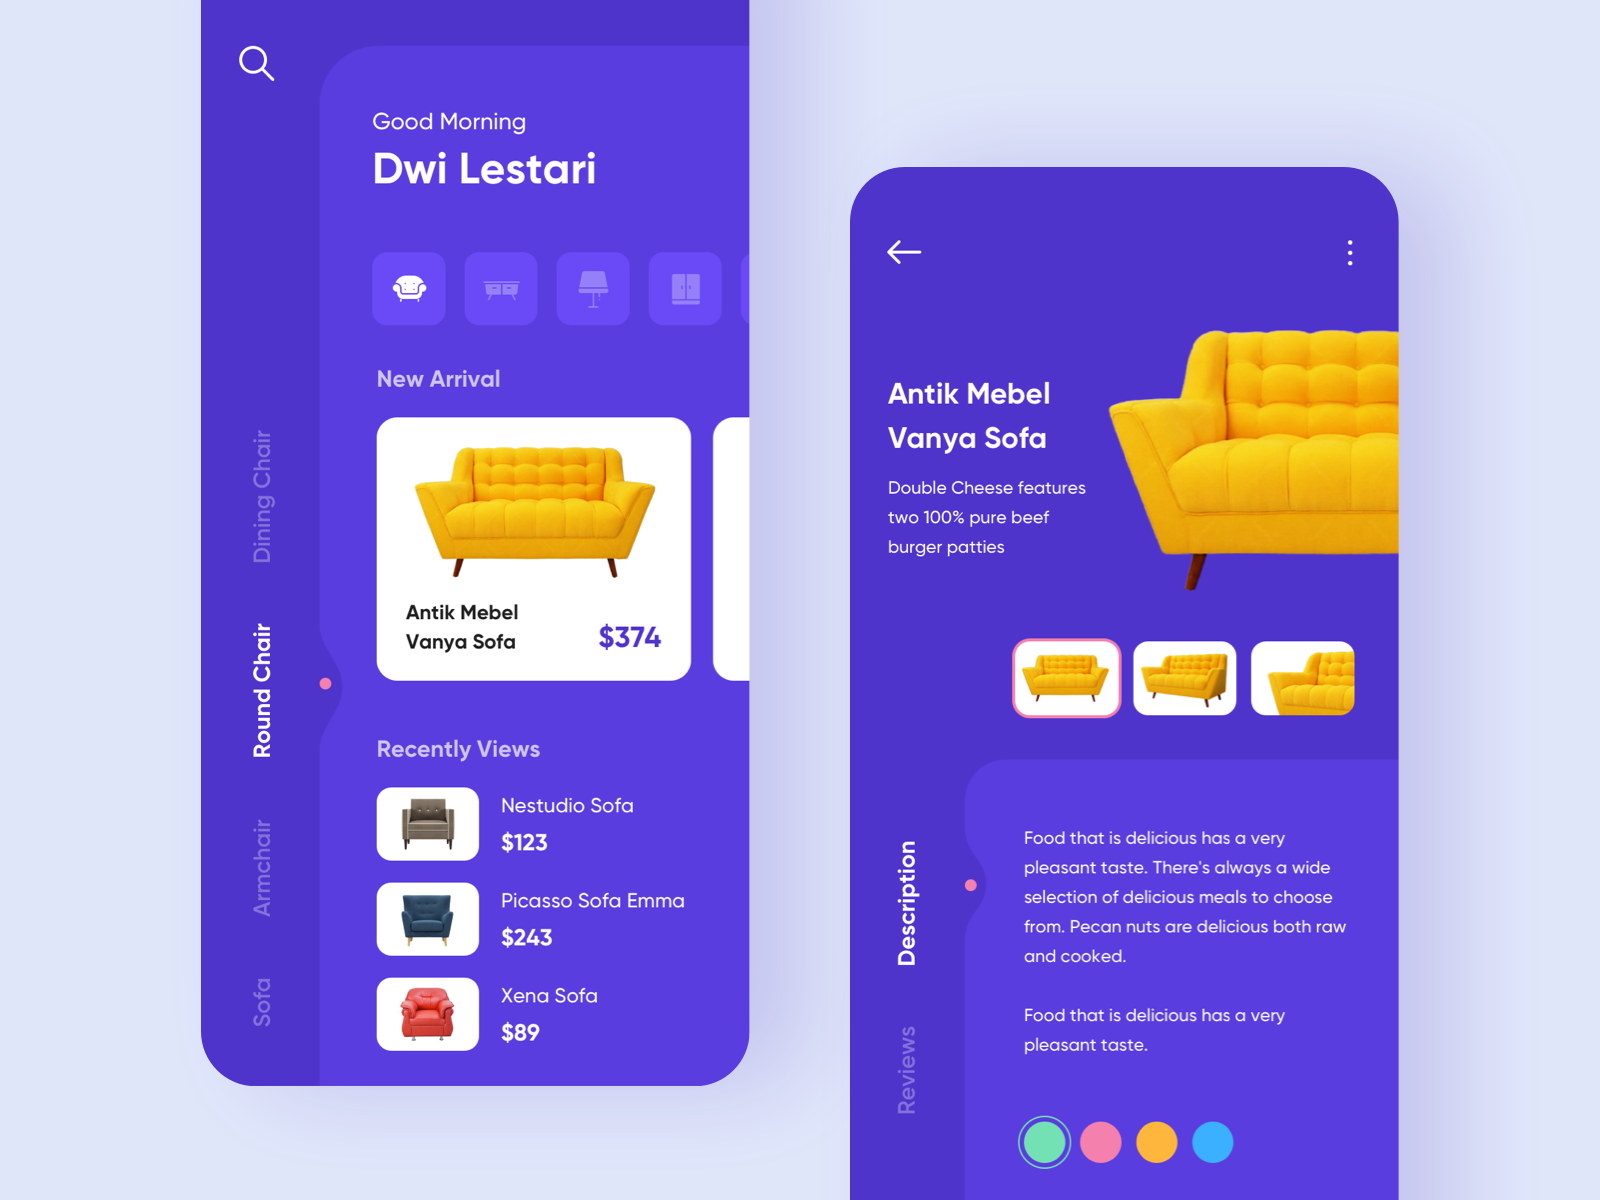 Good Morning
Dwi Lestari
New Arrival
Antik Mebel
Vanya Sofa
$374
Recently Views
Nestudio Sofa
$123
Picasso Sofa Emma
$243
Xena Sofa
$89
Dining Chair
Round Chair
Armchair
Sofa
Antik Mebel
Vanya Sofa
Double Cheese features
two 100% pure beef
burger patties
Description
Reviews
Food that is delicious has a very
pleasant taste. There's always a wide
selection of delicious meals to choose
from. Pecan nuts are delicious both raw
and cooked.
Food that is delicious has a very
pleasant taste.